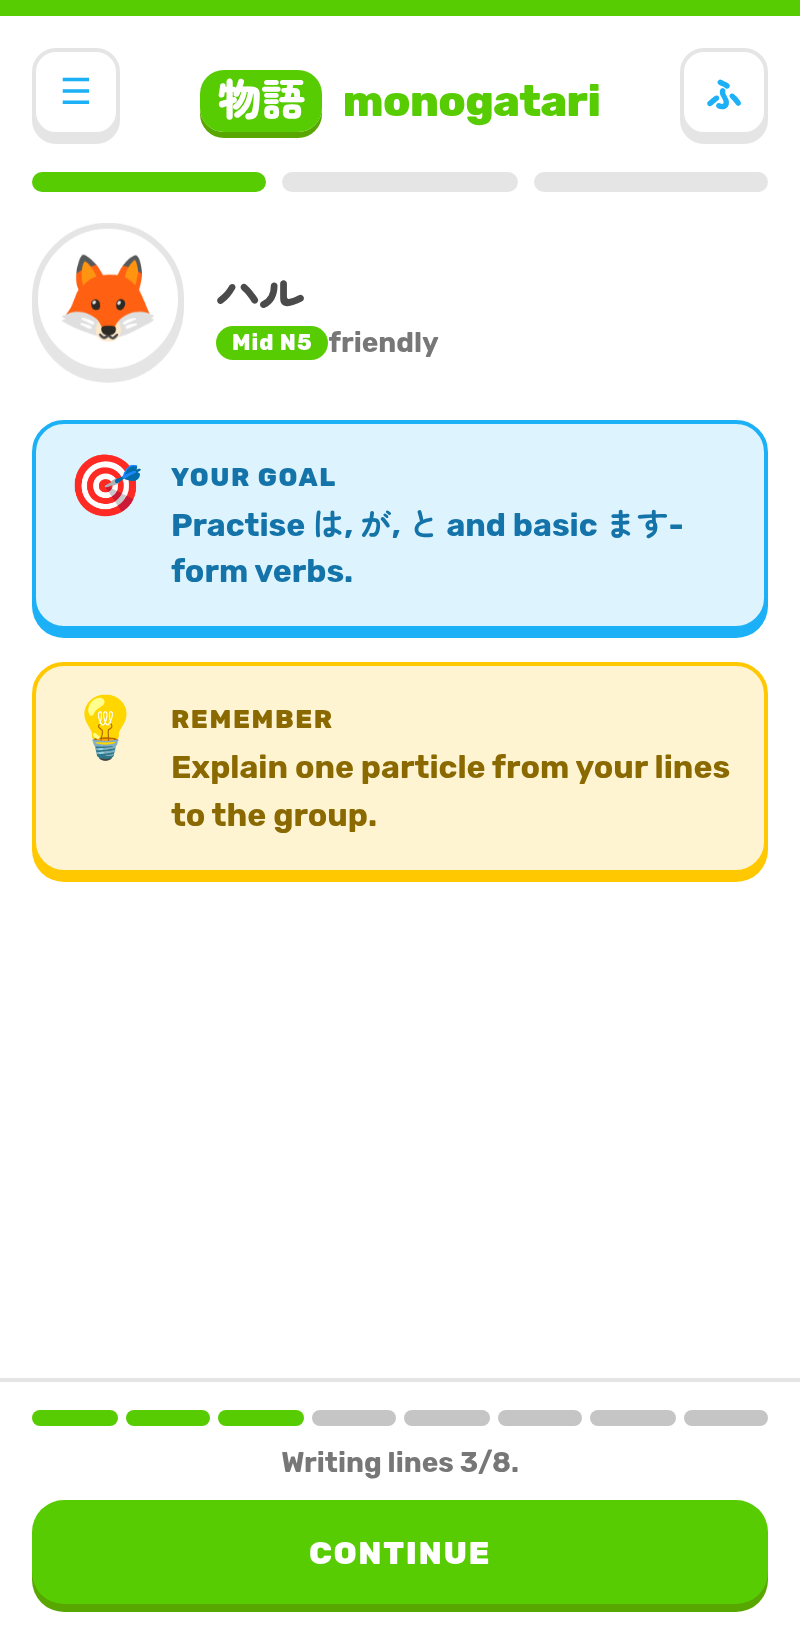 ☰
物語 monogatari
ふ
ハル
Mid N5 friendly
YOUR GOAL
Practise は, が, と and basic ます-
form verbs.
REMEMBER
Explain one particle from your lines
to the group.
Writing lines 3/8.
CONTINUE